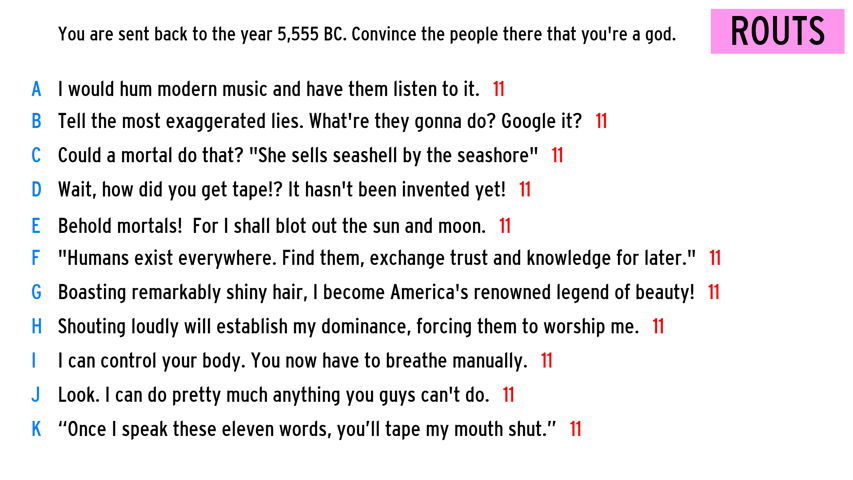 You are sent back to the year 5,555 BC. Convince the people there that you're a god.
ROUTS
A I would hum modern music and have them listen to it. 11
B Tell the most exaggerated lies. What're they gonna do? Google it? 11
C Could a mortal do that? "She sells seashell by the seashore" 11
D Wait, how did you get tape!? It hasn't been invented yet! 11
E Behold mortals! For I shall blot out the sun and moon. 11
F "Humans exist everywhere. Find them, exchange trust and knowledge for later." 11
G Boasting remarkably shiny hair, I become America's renowned legend of beauty! 11
H Shouting loudly will establish my dominance, forcing them to worship me. 11
I I can control your body. You now have to breathe manually. 11
J Look. I can do pretty much anything you guys can't do. 11
K “Once I speak these eleven words, you’ll tape my mouth shut.” 11